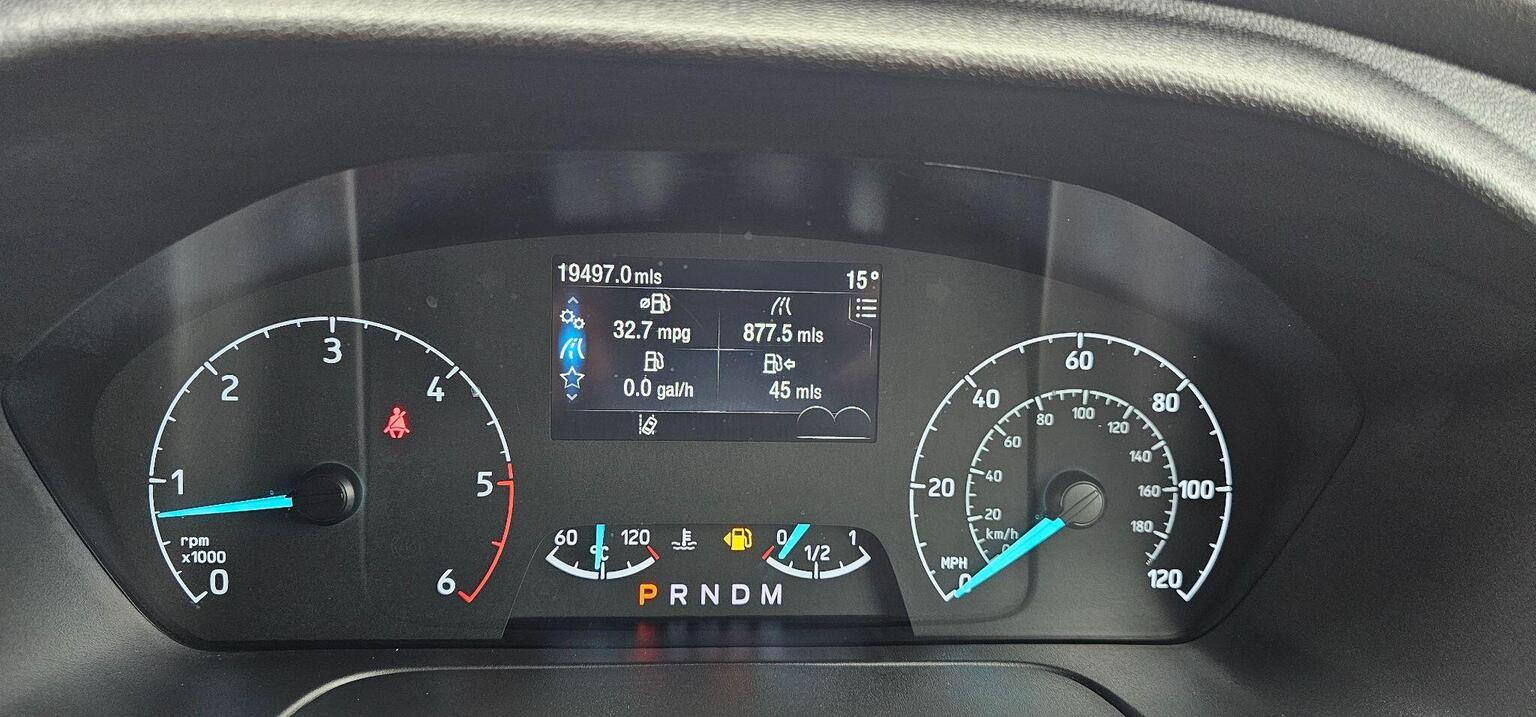 19497.0 mls 15°
32.7 mpg 877.5 mls
0.0 gal/h 45 mls
0 1 2 3 4 5 6
rpm
x1000
60 °C 120
0 1/2 1
P R N D M
0 20 40 60 80 100 120
MPH
0 20 40 60 80 100 120 140 160 180
km/h